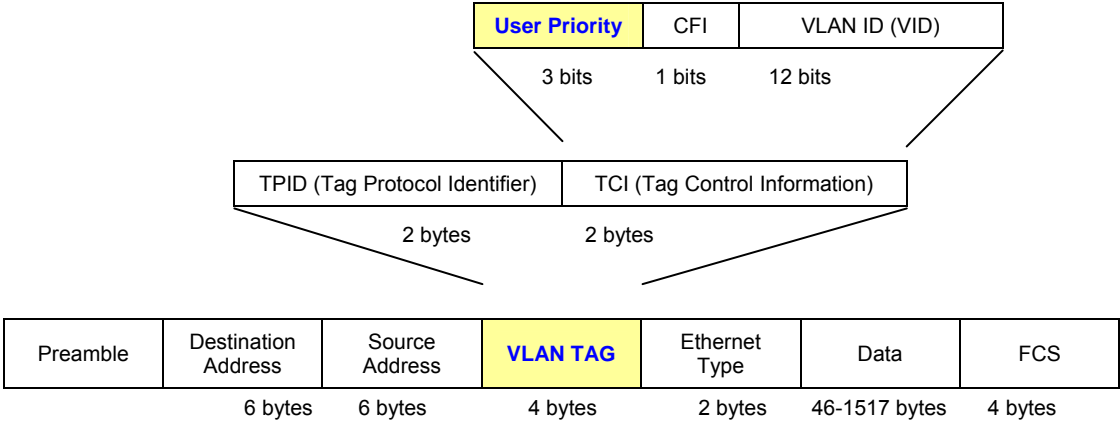 User Priority CFI VLAN ID (VID)
3 bits 1 bits 12 bits
TPID (Tag Protocol Identifier) TCI (Tag Control Information)
2 bytes 2 bytes
Preamble
Destination
Address
Source
Address
VLAN TAG
Ethernet
Type
Data
FCS
6 bytes 6 bytes 4 bytes 2 bytes 46-1517 bytes 4 bytes